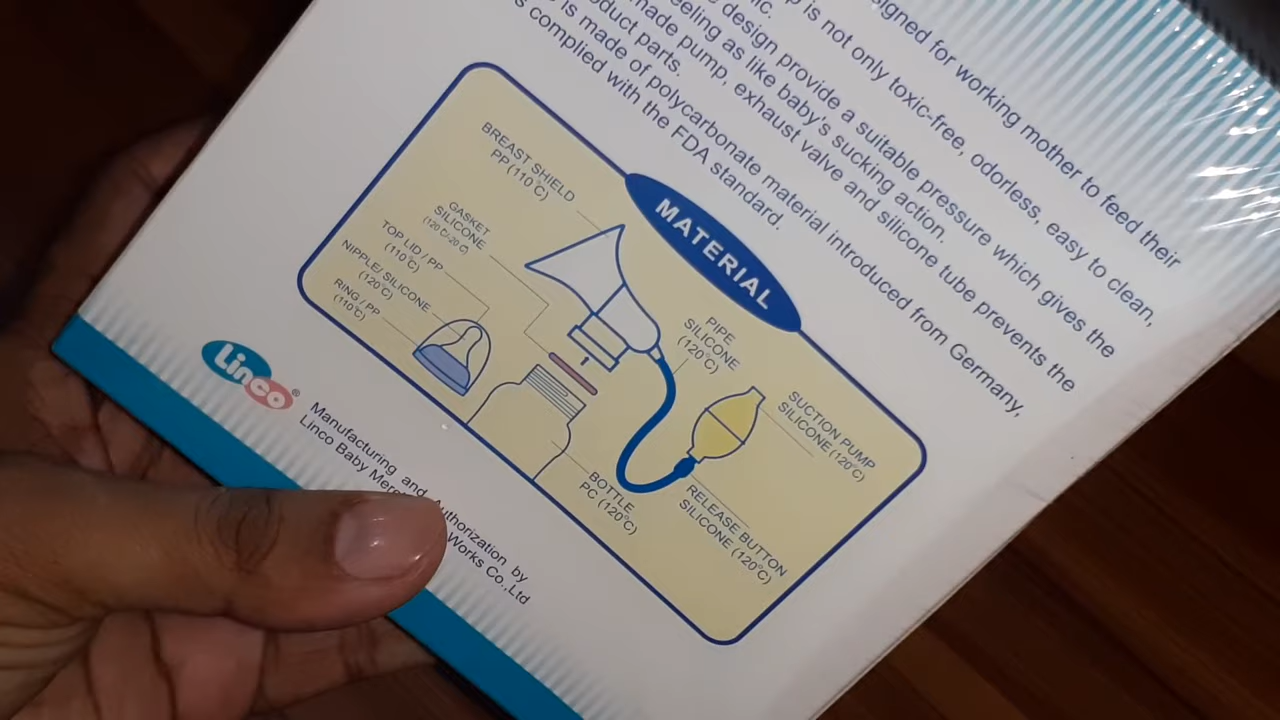 signed for working mother to feed their
p is not only toxic-free, odorless, easy to clean,
ic.
design provide a suitable pressure which gives the
eeling as like baby's sucking action.
made pump, exhaust valve and silicone tube prevents the
oduct parts.
is made of polycarbonate material introduced from Germany,
s complied with the FDA standard.
MATERIAL
BREAST SHIELD
PP (110°C)
GASKET
SILICONE
(120°C/-20°C)
TOP LID / PP
(110°C)
NIPPLE/ SILICONE
(120°C)
RING / PP
(110°C)
PIPE
SILICONE
(120°C)
SUCTION PUMP
SILICONE (120°C)
RELEASE BUTTON
SILICONE (120°C)
BOTTLE
PC (120°C)
Linco®
Manufacturing and Authorization by
Linco Baby Mer Works Co.,Ltd